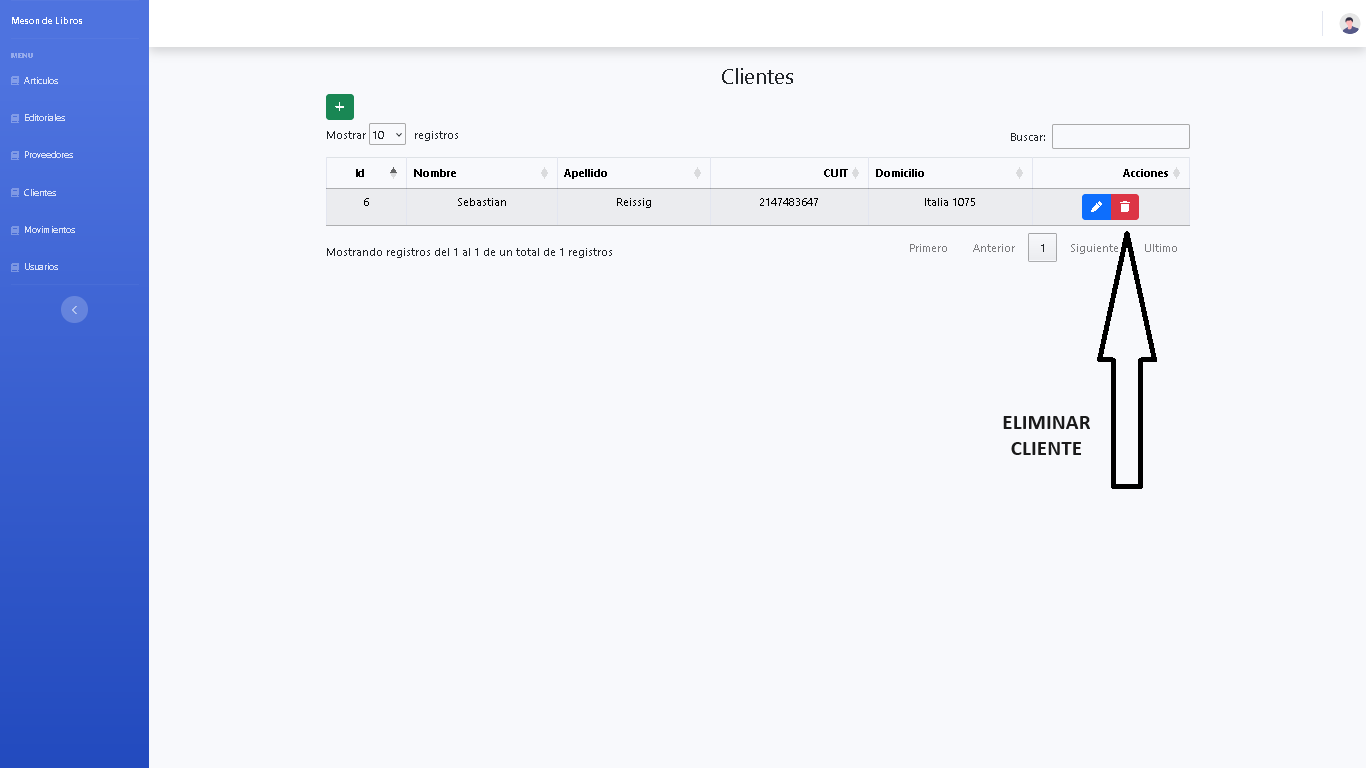 Meson de Libros
MENU
Articulos
Editoriales
Proveedores
Clientes
Movimientos
Usuarios
Clientes
+
Mostrar 10 registros
Buscar:
Id Nombre Apellido CUIT Domicilio Acciones
6 Sebastian Reissig 2147483647 Italia 1075
Mostrando registros del 1 al 1 de un total de 1 registros
Primero Anterior 1 Siguiente Ultimo
ELIMINAR
CLIENTE